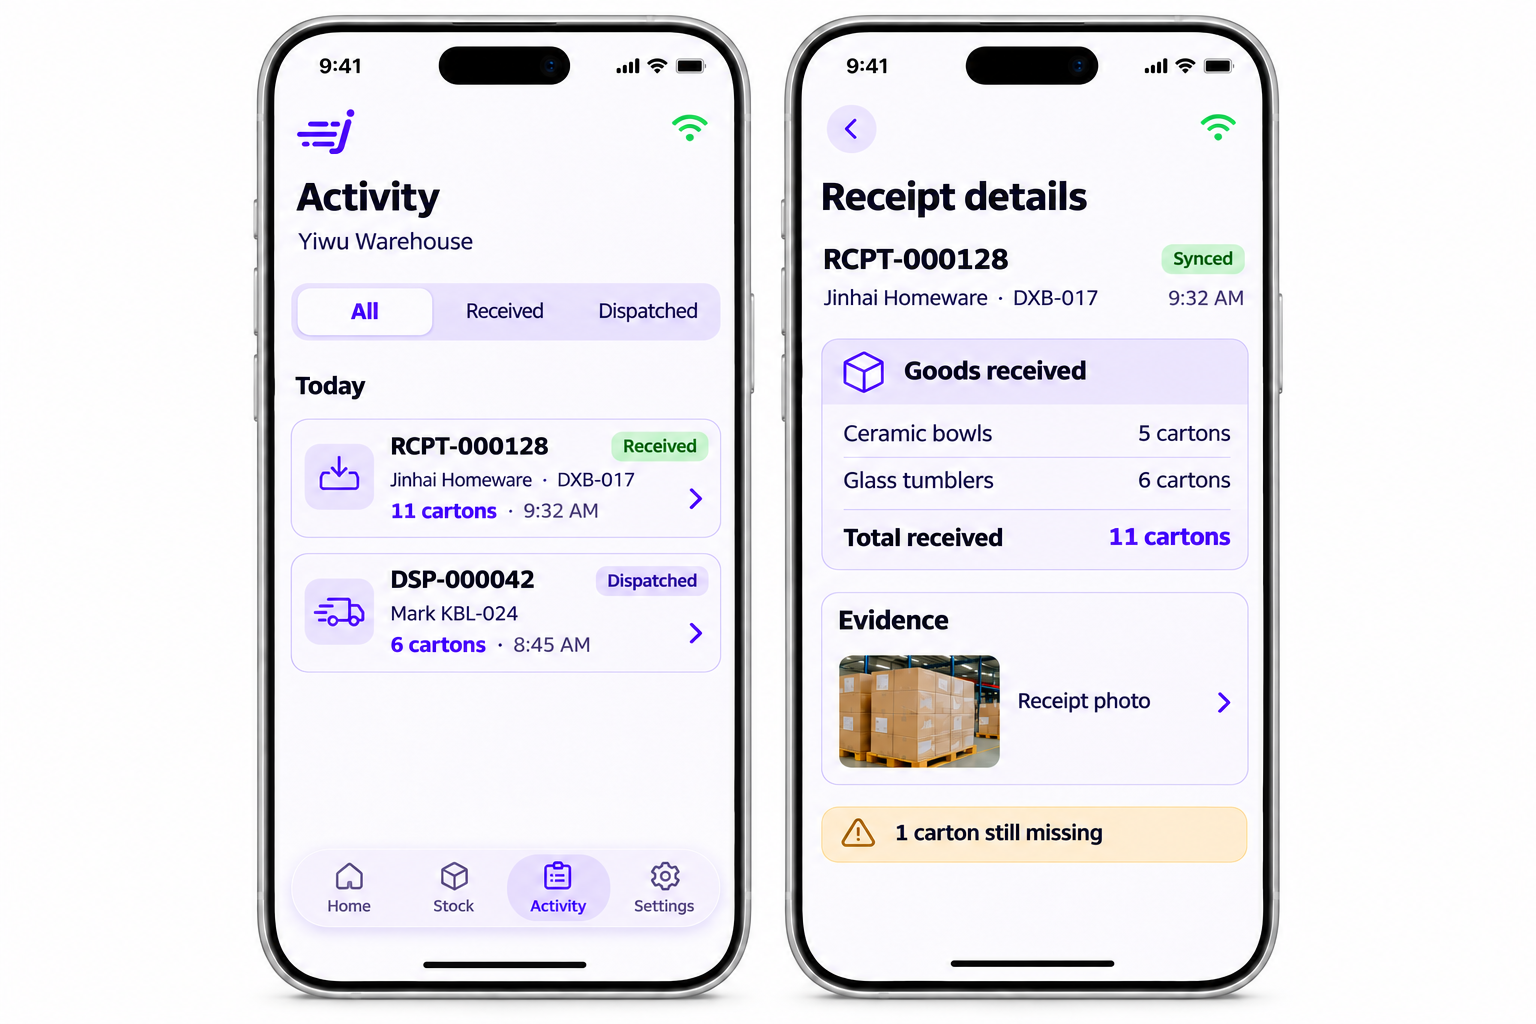 9:41
Activity
Yiwu Warehouse
All Received Dispatched
Today
RCPT-000128 Received
Jinhai Homeware · DXB-017
11 cartons · 9:32 AM
DSP-000042 Dispatched
Mark KBL-024
6 cartons · 8:45 AM
Home Stock Activity Settings
9:41
Receipt details
RCPT-000128 Synced
Jinhai Homeware · DXB-017 9:32 AM
Goods received
Ceramic bowls 5 cartons
Glass tumblers 6 cartons
Total received 11 cartons
Evidence
Receipt photo
1 carton still missing